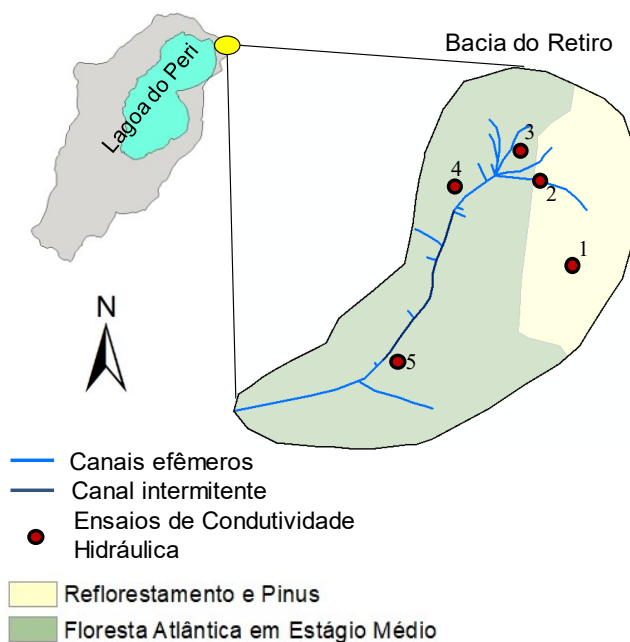 Bacia do Retiro
Lagoa do Peri
3
4
2
1
N
5
Canais efêmeros
Canal intermitente
Ensaios de Condutividade
Hidráulica
Reflorestamento e Pinus
Floresta Atlântica em Estágio Médio